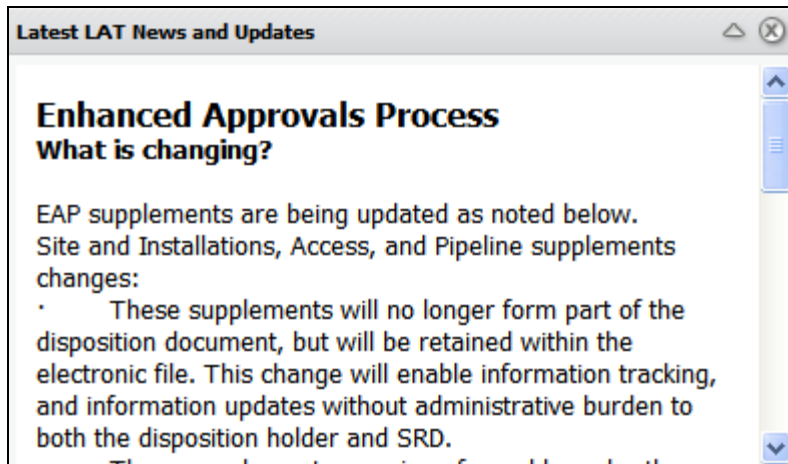 Latest LAT News and Updates
Enhanced Approvals Process
What is changing?
EAP supplements are being updated as noted below.
Site and Installations, Access, and Pipeline supplements
changes:
· These supplements will no longer form part of the
disposition document, but will be retained within the
electronic file. This change will enable information tracking,
and information updates without administrative burden to
both the disposition holder and SRD.